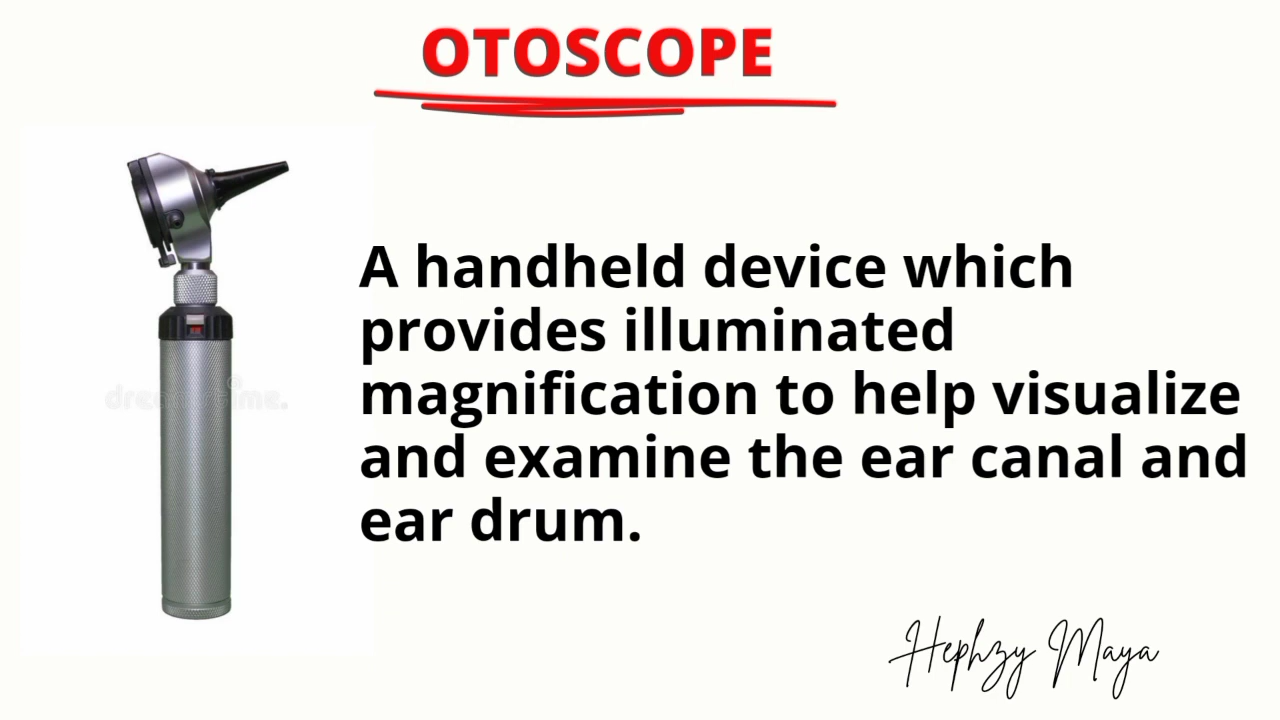 OTOSCOPE
A handheld device which
provides illuminated
magnification to help visualize
and examine the ear canal and
ear drum.
dreamstime.
Hephzy Maya